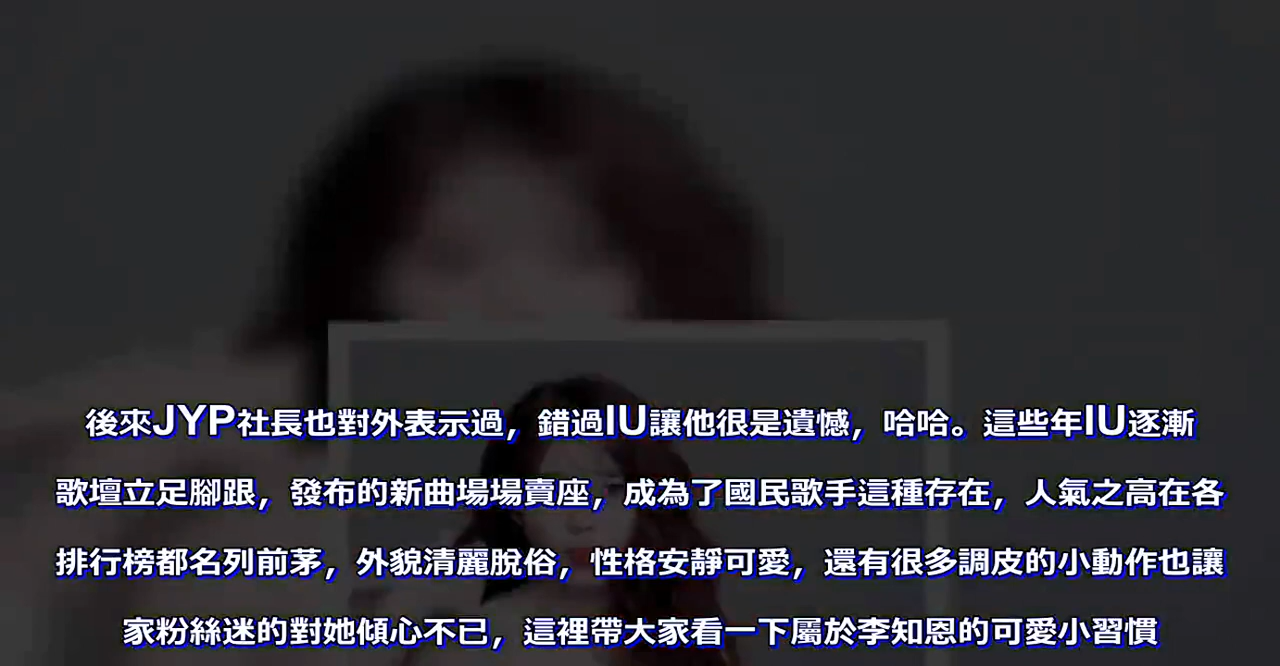 後來JYP社長也對外表示過，錯過IU讓他很是遺憾，哈哈。這些年IU逐漸
歌壇立足腳跟，發布的新曲場場賣座，成為了國民歌手這種存在，人氣之高在各
排行榜都名列前茅，外貌清麗脫俗，性格安靜可愛，還有很多調皮的小動作也讓
家粉絲迷的對她傾心不已，這裡帶大家看一下屬於李知恩的可愛小習慣